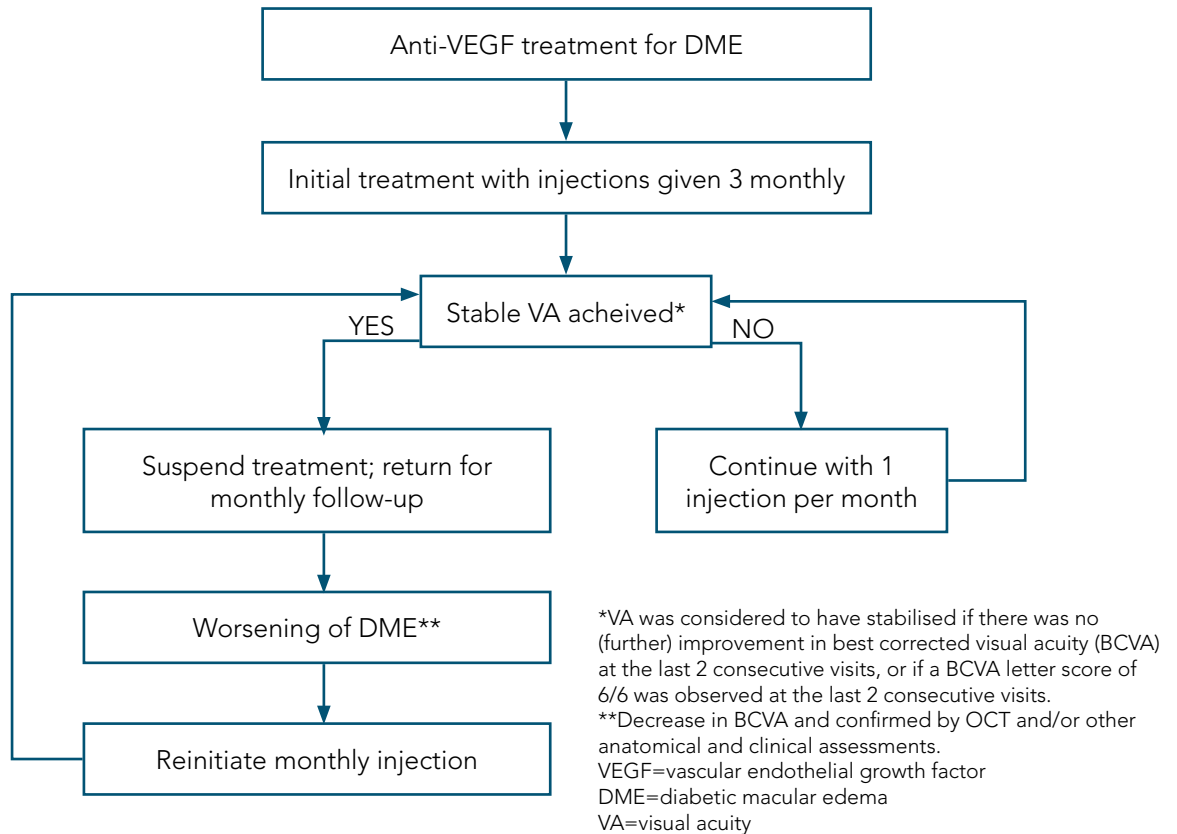 Anti-VEGF treatment for DME
Initial treatment with injections given 3 monthly
Stable VA acheived*
YES
NO
Suspend treatment; return for
monthly follow-up
Continue with 1
injection per month
Worsening of DME**
Reinitiate monthly injection
*VA was considered to have stabilised if there was no
(further) improvement in best corrected visual acuity (BCVA)
at the last 2 consecutive visits, or if a BCVA letter score of
6/6 was observed at the last 2 consecutive visits.
**Decrease in BCVA and confirmed by OCT and/or other
anatomical and clinical assessments.
VEGF=vascular endothelial growth factor
DME=diabetic macular edema
VA=visual acuity